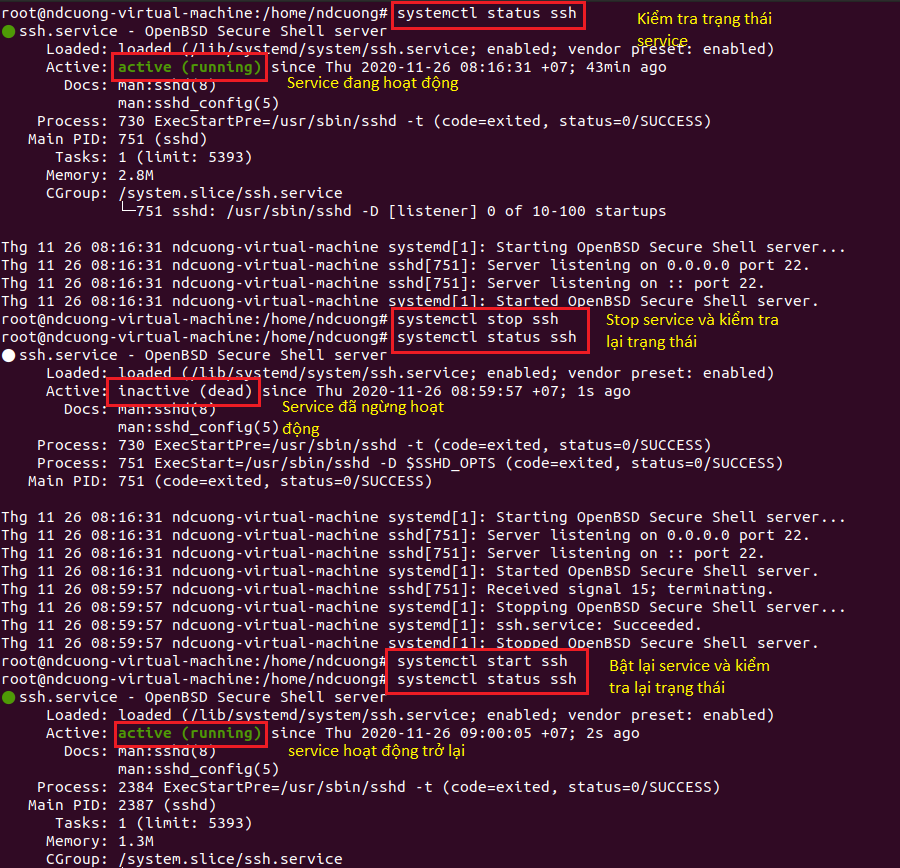 root@ndcuong-virtual-machine:/home/ndcuong# systemctl status ssh
Kiểm tra trạng thái
service
ssh.service - OpenBSD Secure Shell server
Loaded: loaded (/lib/systemd/system/ssh.service; enabled; vendor preset: enabled)
Active: active (running) since Thu 2020-11-26 08:16:31 +07; 43min ago
Service đang hoạt động
Docs: man:sshd(8)
man:sshd_config(5)
Process: 730 ExecStartPre=/usr/sbin/sshd -t (code=exited, status=0/SUCCESS)
Main PID: 751 (sshd)
Tasks: 1 (limit: 5393)
Memory: 2.8M
CGroup: /system.slice/ssh.service
└─751 sshd: /usr/sbin/sshd -D [listener] 0 of 10-100 startups
Thg 11 26 08:16:31 ndcuong-virtual-machine systemd[1]: Starting OpenBSD Secure Shell server...
Thg 11 26 08:16:31 ndcuong-virtual-machine sshd[751]: Server listening on 0.0.0.0 port 22.
Thg 11 26 08:16:31 ndcuong-virtual-machine sshd[751]: Server listening on :: port 22.
Thg 11 26 08:16:31 ndcuong-virtual-machine systemd[1]: Started OpenBSD Secure Shell server.
root@ndcuong-virtual-machine:/home/ndcuong# systemctl stop ssh
root@ndcuong-virtual-machine:/home/ndcuong# systemctl status ssh
Stop service và kiểm tra
lại trạng thái
ssh.service - OpenBSD Secure Shell server
Loaded: loaded (/lib/systemd/system/ssh.service; enabled; vendor preset: enabled)
Active: inactive (dead) since Thu 2020-11-26 08:59:57 +07; 1s ago
Service đã ngừng hoạt
động
Docs: man:sshd(8)
man:sshd_config(5)
Process: 730 ExecStartPre=/usr/sbin/sshd -t (code=exited, status=0/SUCCESS)
Process: 751 ExecStart=/usr/sbin/sshd -D $SSHD_OPTS (code=exited, status=0/SUCCESS)
Main PID: 751 (code=exited, status=0/SUCCESS)
Thg 11 26 08:16:31 ndcuong-virtual-machine systemd[1]: Starting OpenBSD Secure Shell server...
Thg 11 26 08:16:31 ndcuong-virtual-machine sshd[751]: Server listening on 0.0.0.0 port 22.
Thg 11 26 08:16:31 ndcuong-virtual-machine sshd[751]: Server listening on :: port 22.
Thg 11 26 08:16:31 ndcuong-virtual-machine systemd[1]: Started OpenBSD Secure Shell server.
Thg 11 26 08:59:57 ndcuong-virtual-machine sshd[751]: Received signal 15; terminating.
Thg 11 26 08:59:57 ndcuong-virtual-machine systemd[1]: Stopping OpenBSD Secure Shell server...
Thg 11 26 08:59:57 ndcuong-virtual-machine systemd[1]: ssh.service: Succeeded.
Thg 11 26 08:59:57 ndcuong-virtual-machine systemd[1]: Stopped OpenBSD Secure Shell server.
root@ndcuong-virtual-machine:/home/ndcuong# systemctl start ssh
root@ndcuong-virtual-machine:/home/ndcuong# systemctl status ssh
Bật lại service và kiểm
tra lại trạng thái
ssh.service - OpenBSD Secure Shell server
Loaded: loaded (/lib/systemd/system/ssh.service; enabled; vendor preset: enabled)
Active: active (running) since Thu 2020-11-26 09:00:05 +07; 2s ago
service hoạt động trở lại
Docs: man:sshd(8)
man:sshd_config(5)
Process: 2384 ExecStartPre=/usr/sbin/sshd -t (code=exited, status=0/SUCCESS)
Main PID: 2387 (sshd)
Tasks: 1 (limit: 5393)
Memory: 1.3M
CGroup: /system.slice/ssh.service